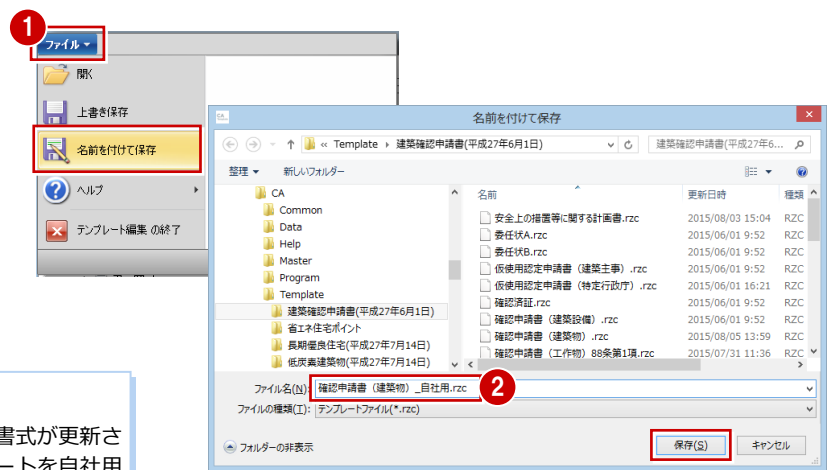 1
ファイル
開く
上書き保存
名前を付けて保存
ヘルプ
テンプレート編集 の終了
名前を付けて保存
« Template 建築確認申請書(平成27年6月1日)
建築確認申請書(平成27年6...
整理 新しいフォルダー
CA
Common
Data
Help
Master
Program
Template
建築確認申請書(平成27年6月1日)
省エネ住宅ポイント
長期優良住宅(平成27年7月14日)
低炭素建築物(平成27年7月14日)
名前 更新日時 種類
安全上の措置等に関する計画書.rzc 2015/08/03 15:04 RZC
委任状A.rzc 2015/06/01 9:52 RZC
委任状B.rzc 2015/06/01 9:52 RZC
仮使用認定申請書（建築主事）.rzc 2015/06/01 9:52 RZC
仮使用認定申請書（特定行政庁）.rzc 2015/06/01 16:21 RZC
確認済証.rzc 2015/06/01 9:52 RZC
確認申請書（建築設備）.rzc 2015/06/01 9:52 RZC
確認申請書（建築物）.rzc 2015/08/05 13:59 RZC
確認申請書（工作物）88条第1項.rzc 2015/07/31 11:36 RZC
ファイル名(N): 確認申請書（建築物）_自社用.rzc
2
ファイルの種類(T): テンプレートファイル(*.rzc)
フォルダーの非表示
保存(S) キャンセル
書式が更新さ
ートを自社用